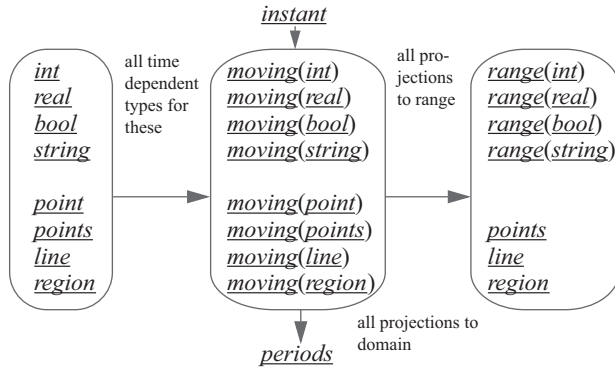 instant
int
real
bool
string
point
points
line
region
all time
dependent
types for
these
moving(int)
moving(real)
moving(bool)
moving(string)
moving(point)
moving(points)
moving(line)
moving(region)
all pro-
jections
to range
range(int)
range(real)
range(bool)
range(string)
points
line
region
all projections to
domain
periods